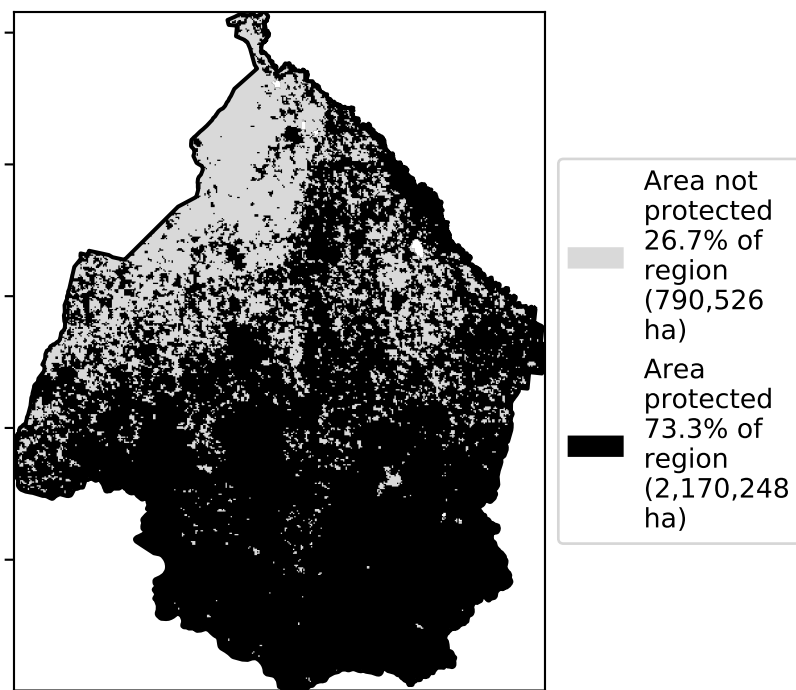 Area not
protected
26.7% of
region
(790,526
ha)
Area
protected
73.3% of
region
(2,170,248
ha)